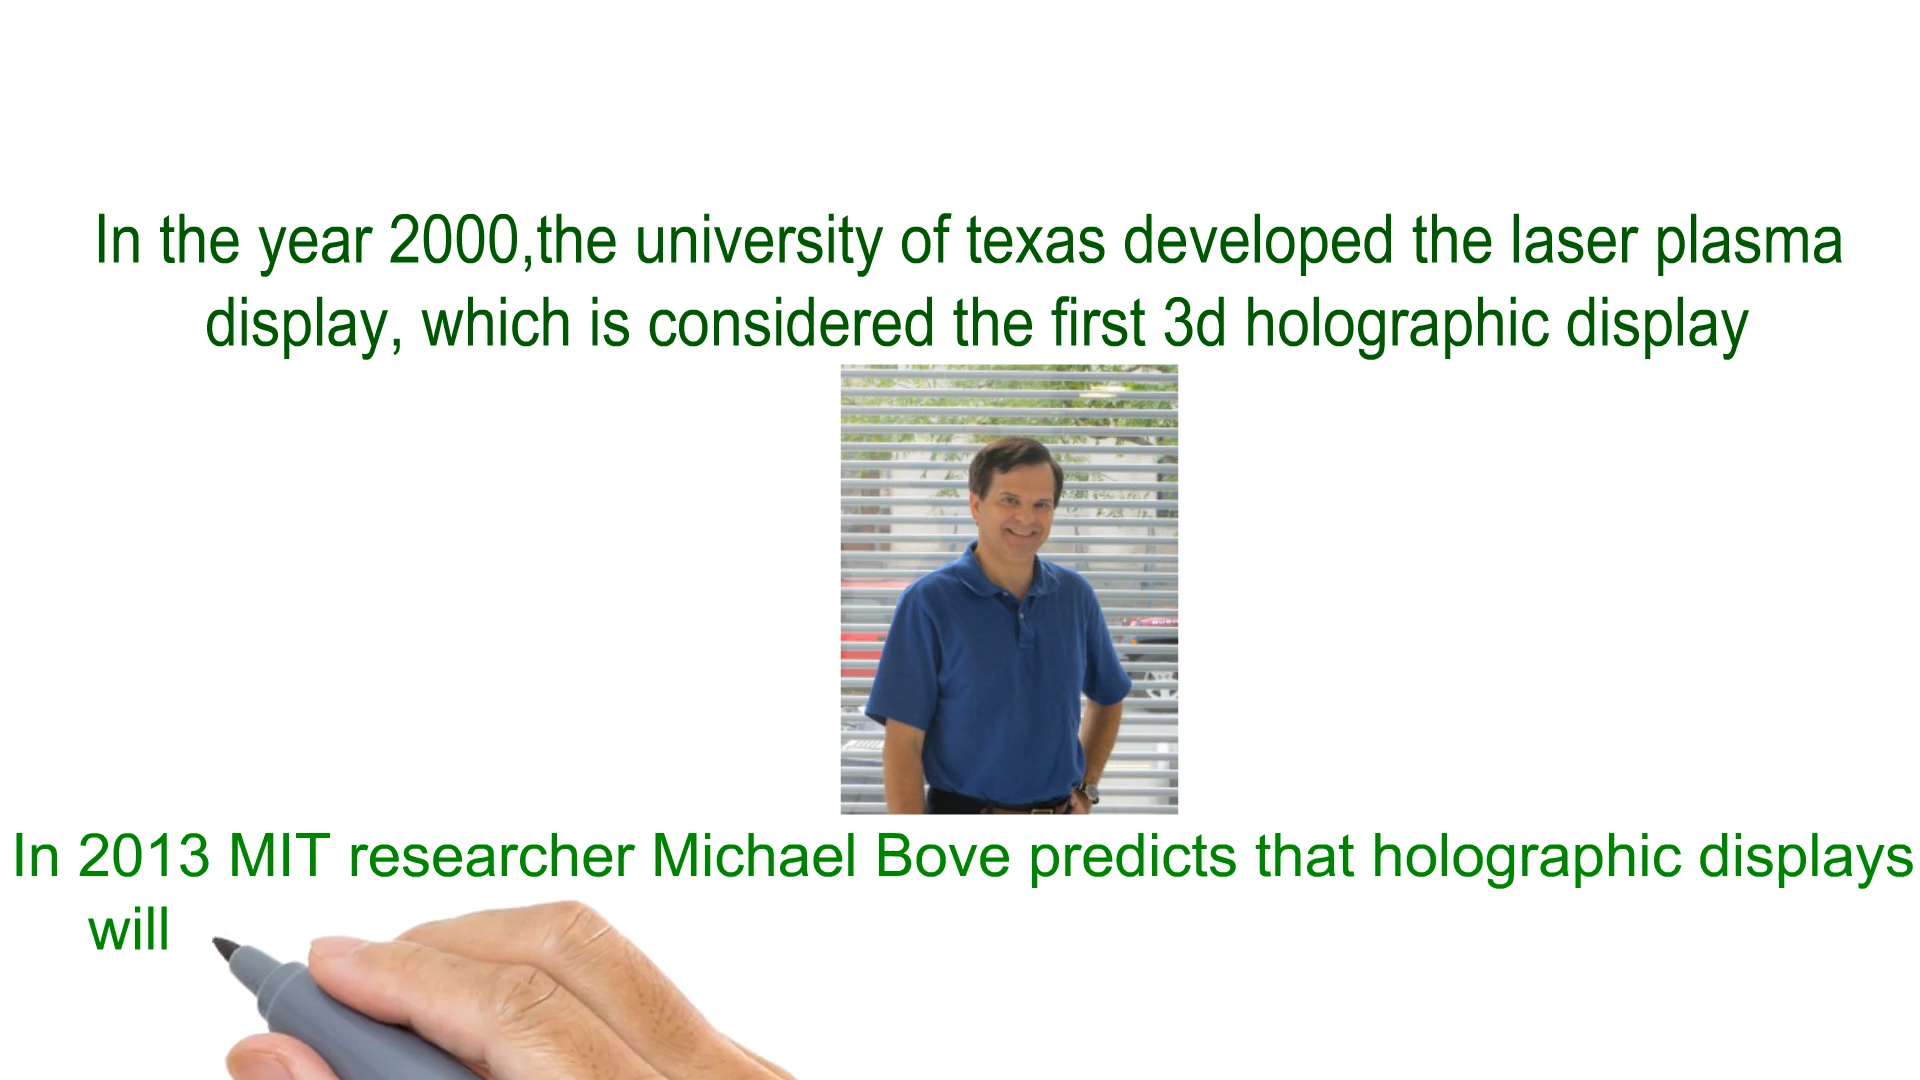 In the year 2000,the university of texas developed the laser plasma
display, which is considered the first 3d holographic display
In 2013 MIT researcher Michael Bove predicts that holographic displays
will